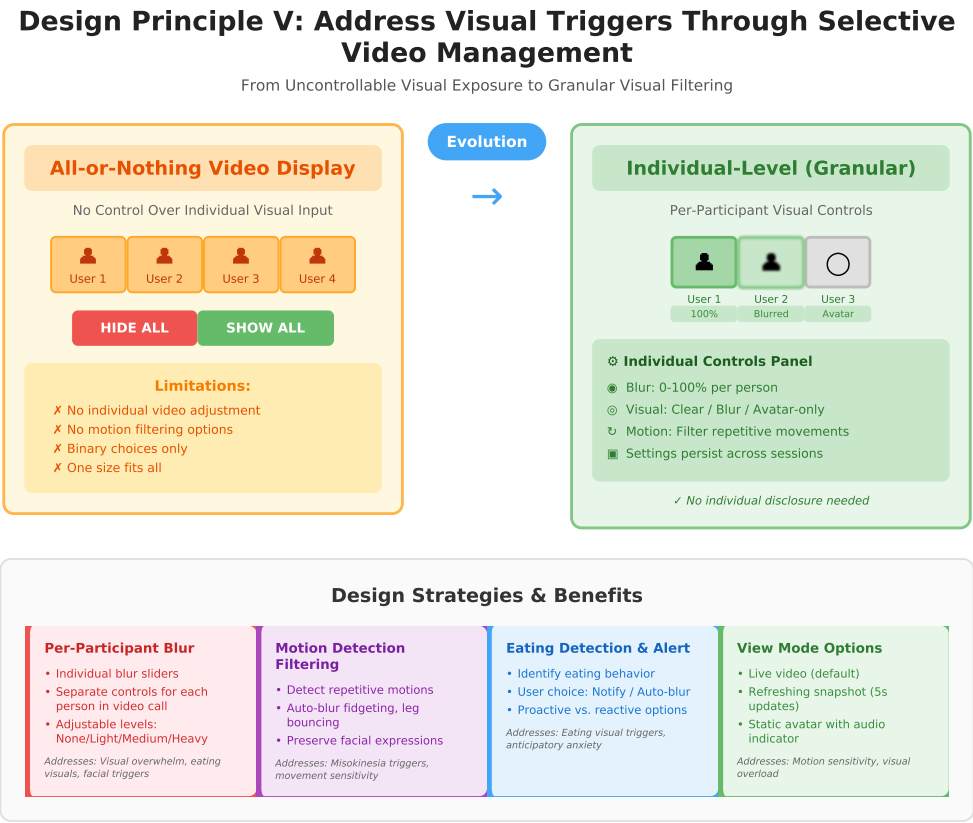 Design Principle V: Address Visual Triggers Through Selective
Video Management
From Uncontrollable Visual Exposure to Granular Visual Filtering
All-or-Nothing Video Display
No Control Over Individual Visual Input
User 1
User 2
User 3
User 4
HIDE ALL
SHOW ALL
Limitations:
✗ No individual video adjustment
✗ No motion filtering options
✗ Binary choices only
✗ One size fits all
Evolution
→
Individual-Level (Granular)
Per-Participant Visual Controls
User 1
User 2
User 3
100%
Blurred
Avatar
⚙ Individual Controls Panel
◉ Blur: 0-100% per person
◎ Visual: Clear / Blur / Avatar-only
↻ Motion: Filter repetitive movements
▣ Settings persist across sessions
✓ No individual disclosure needed
Design Strategies & Benefits
Per-Participant Blur
• Individual blur sliders
• Separate controls for each
person in video call
• Adjustable levels:
None/Light/Medium/Heavy
Addresses: Visual overwhelm, eating
visuals, facial triggers
Motion Detection
Filtering
• Detect repetitive motions
• Auto-blur fidgeting, leg
bouncing
• Preserve facial expressions
Addresses: Misokinesia triggers,
movement sensitivity
Eating Detection & Alert
• Identify eating behavior
• User choice: Notify / Auto-blur
• Proactive vs. reactive options
Addresses: Eating visual triggers,
anticipatory anxiety
View Mode Options
• Live video (default)
• Refreshing snapshot (5s
updates)
• Static avatar with audio
indicator
Addresses: Motion sensitivity, visual
overload